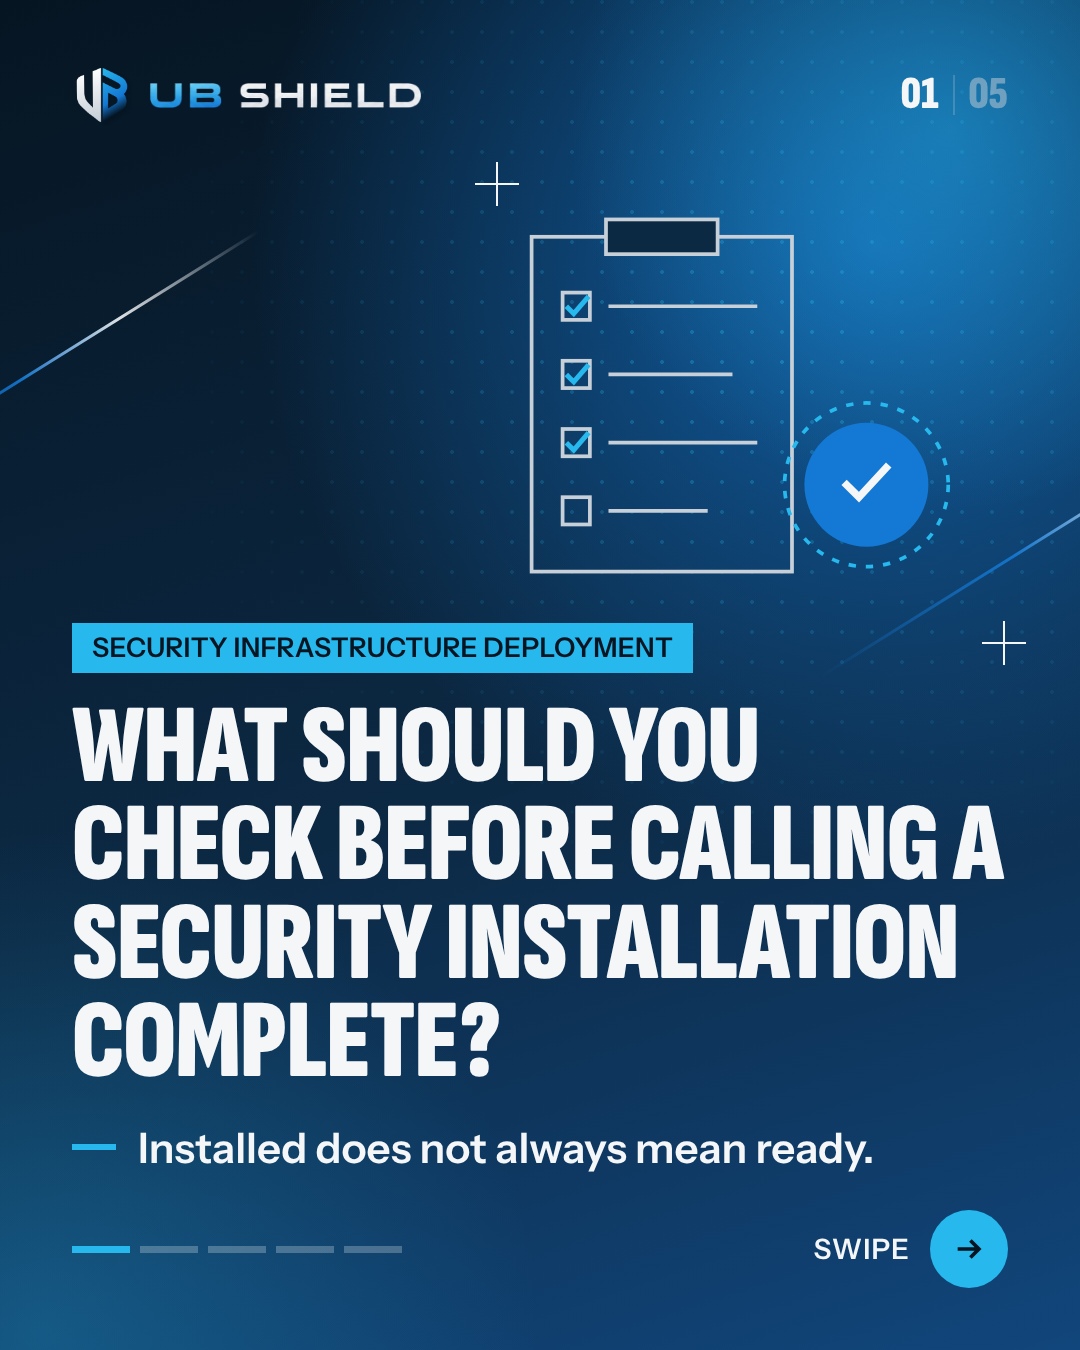 UB SHIELD
01 | 05
SECURITY INFRASTRUCTURE DEPLOYMENT
WHAT SHOULD YOU
CHECK BEFORE CALLING A
SECURITY INSTALLATION
COMPLETE?
Installed does not always mean ready.
SWIPE